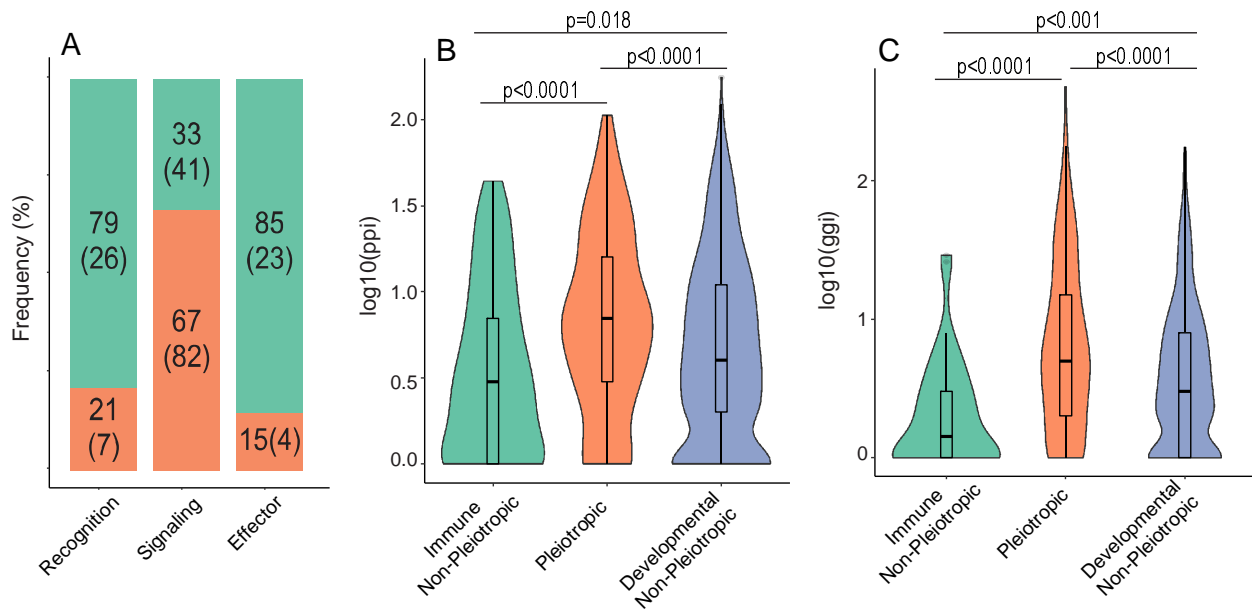 A
Frequency (%)
79
(26)
21
(7)
33
(41)
67
(82)
85
(23)
15(4)
Recognition
Signaling
Effector
B
p=0.018
p<0.0001
p<0.0001
log10(ppi)
2.0
1.5
1.0
0.5
0.0
Immune
Non-Pleiotropic
Pleiotropic
Developmental
Non-Pleiotropic
C
p<0.001
p<0.0001
p<0.0001
log10(ggi)
2
1
0
Immune
Non-Pleiotropic
Pleiotropic
Developmental
Non-Pleiotropic